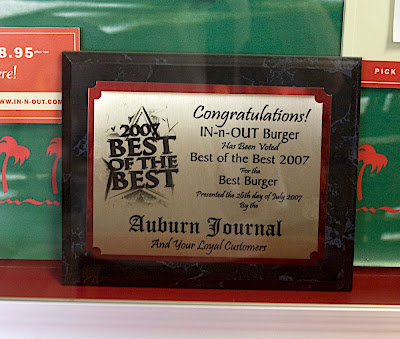 8.95 plus tax
re!
WWW.IN-N-OUT.COM
2007
BEST
OF THE
BEST
Congratulations!
IN-n-OUT Burger
Has Been Voted
Best of the Best 2007
For the
Best Burger
Presented the 26th day of July 2007
By the
Auburn Journal
And Your Loyal Customers
PICK